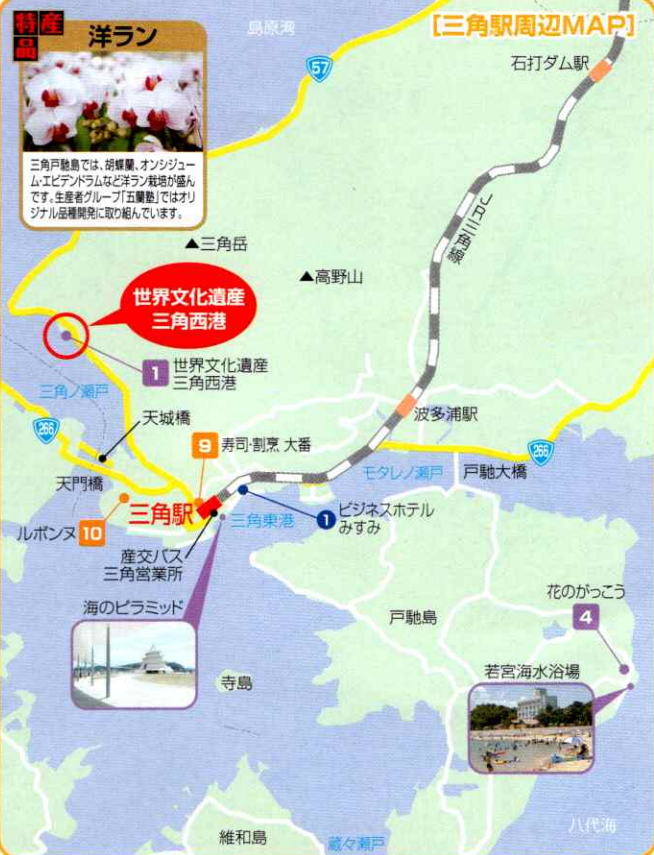 [三角駅周辺MAP]
特産品
洋ラン
三角戸馳島では、胡蝶蘭、オンシジュー
ム・エピデンドラムなど洋ラン栽培が盛ん
です。生産者グループ「五蘭塾」ではオリ
ジナル品種開発に取り組んでいます。
島原湾
57
石打ダム駅
JR三角線
▲三角岳
▲高野山
世界文化遺産
三角西港
1 世界文化遺産
三角西港
三角ノ瀬戸
266
天城橋
天門橋
9 寿司・割烹 大番
波多浦駅
266
モタレノ瀬戸
戸馳大橋
三角駅
三角東港
1 ビジネスホテル
みすみ
ルボンヌ 10
産交バス
三角営業所
海のピラミッド
戸馳島
花のがっこう
4
若宮海水浴場
寺島
維和島
蔵々瀬戸
八代海